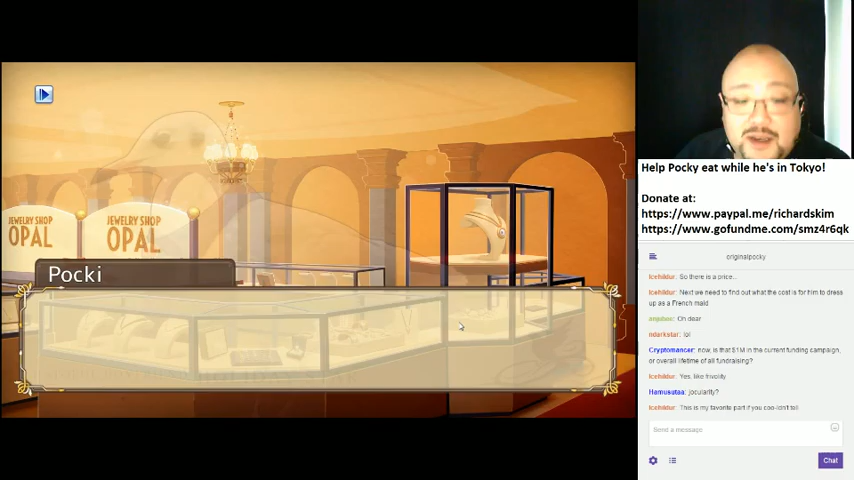 JEWELRY SHOP
OPAL
JEWELRY SHOP
OPAL
Pocki
Help Pocky eat while he's in Tokyo!
Donate at:
https://www.paypal.me/richardskim
https://www.gofundme.com/smz4r6qk
originalpocky
Icehildur: So there is a price...
Icehildur: Next we need to find out what the cost is for him to dress
up as a French maid
Oh dear
ndarkstar: lol
Cryptomancer: now, is that $1M in the current funding campaign,
or overall lifetime of all fundraising?
Icehildur: Yes, like frivolity
Hamusutaa: jocularity?
Icehildur: This is my favorite part if you coo-ldn't tell
Send a message
Chat